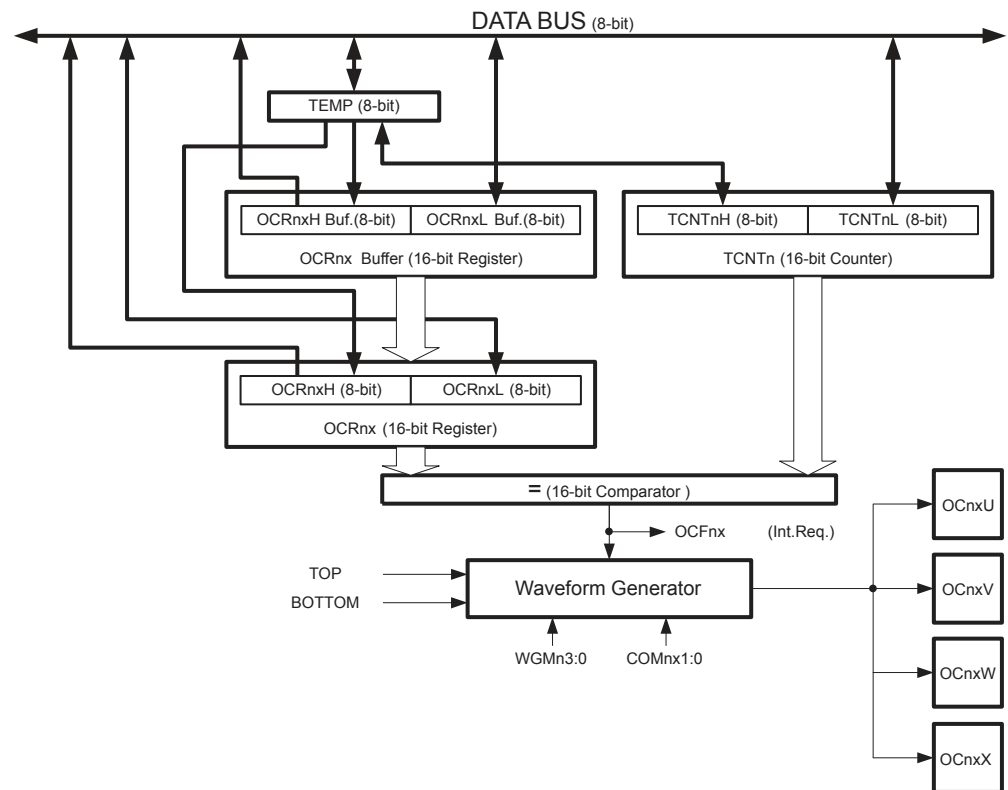 DATA BUS (8-bit)
TEMP (8-bit)
OCRnxH Buf.(8-bit) OCRnxL Buf.(8-bit)
OCRnx Buffer (16-bit Register)
TCNTnH (8-bit) TCNTnL (8-bit)
TCNTn (16-bit Counter)
OCRnxH (8-bit) OCRnxL (8-bit)
OCRnx (16-bit Register)
= (16-bit Comparator )
OCFnx (Int.Req.)
TOP
BOTTOM
Waveform Generator
WGMn3:0 COMnx1:0
OCnxU
OCnxV
OCnxW
OCnxX